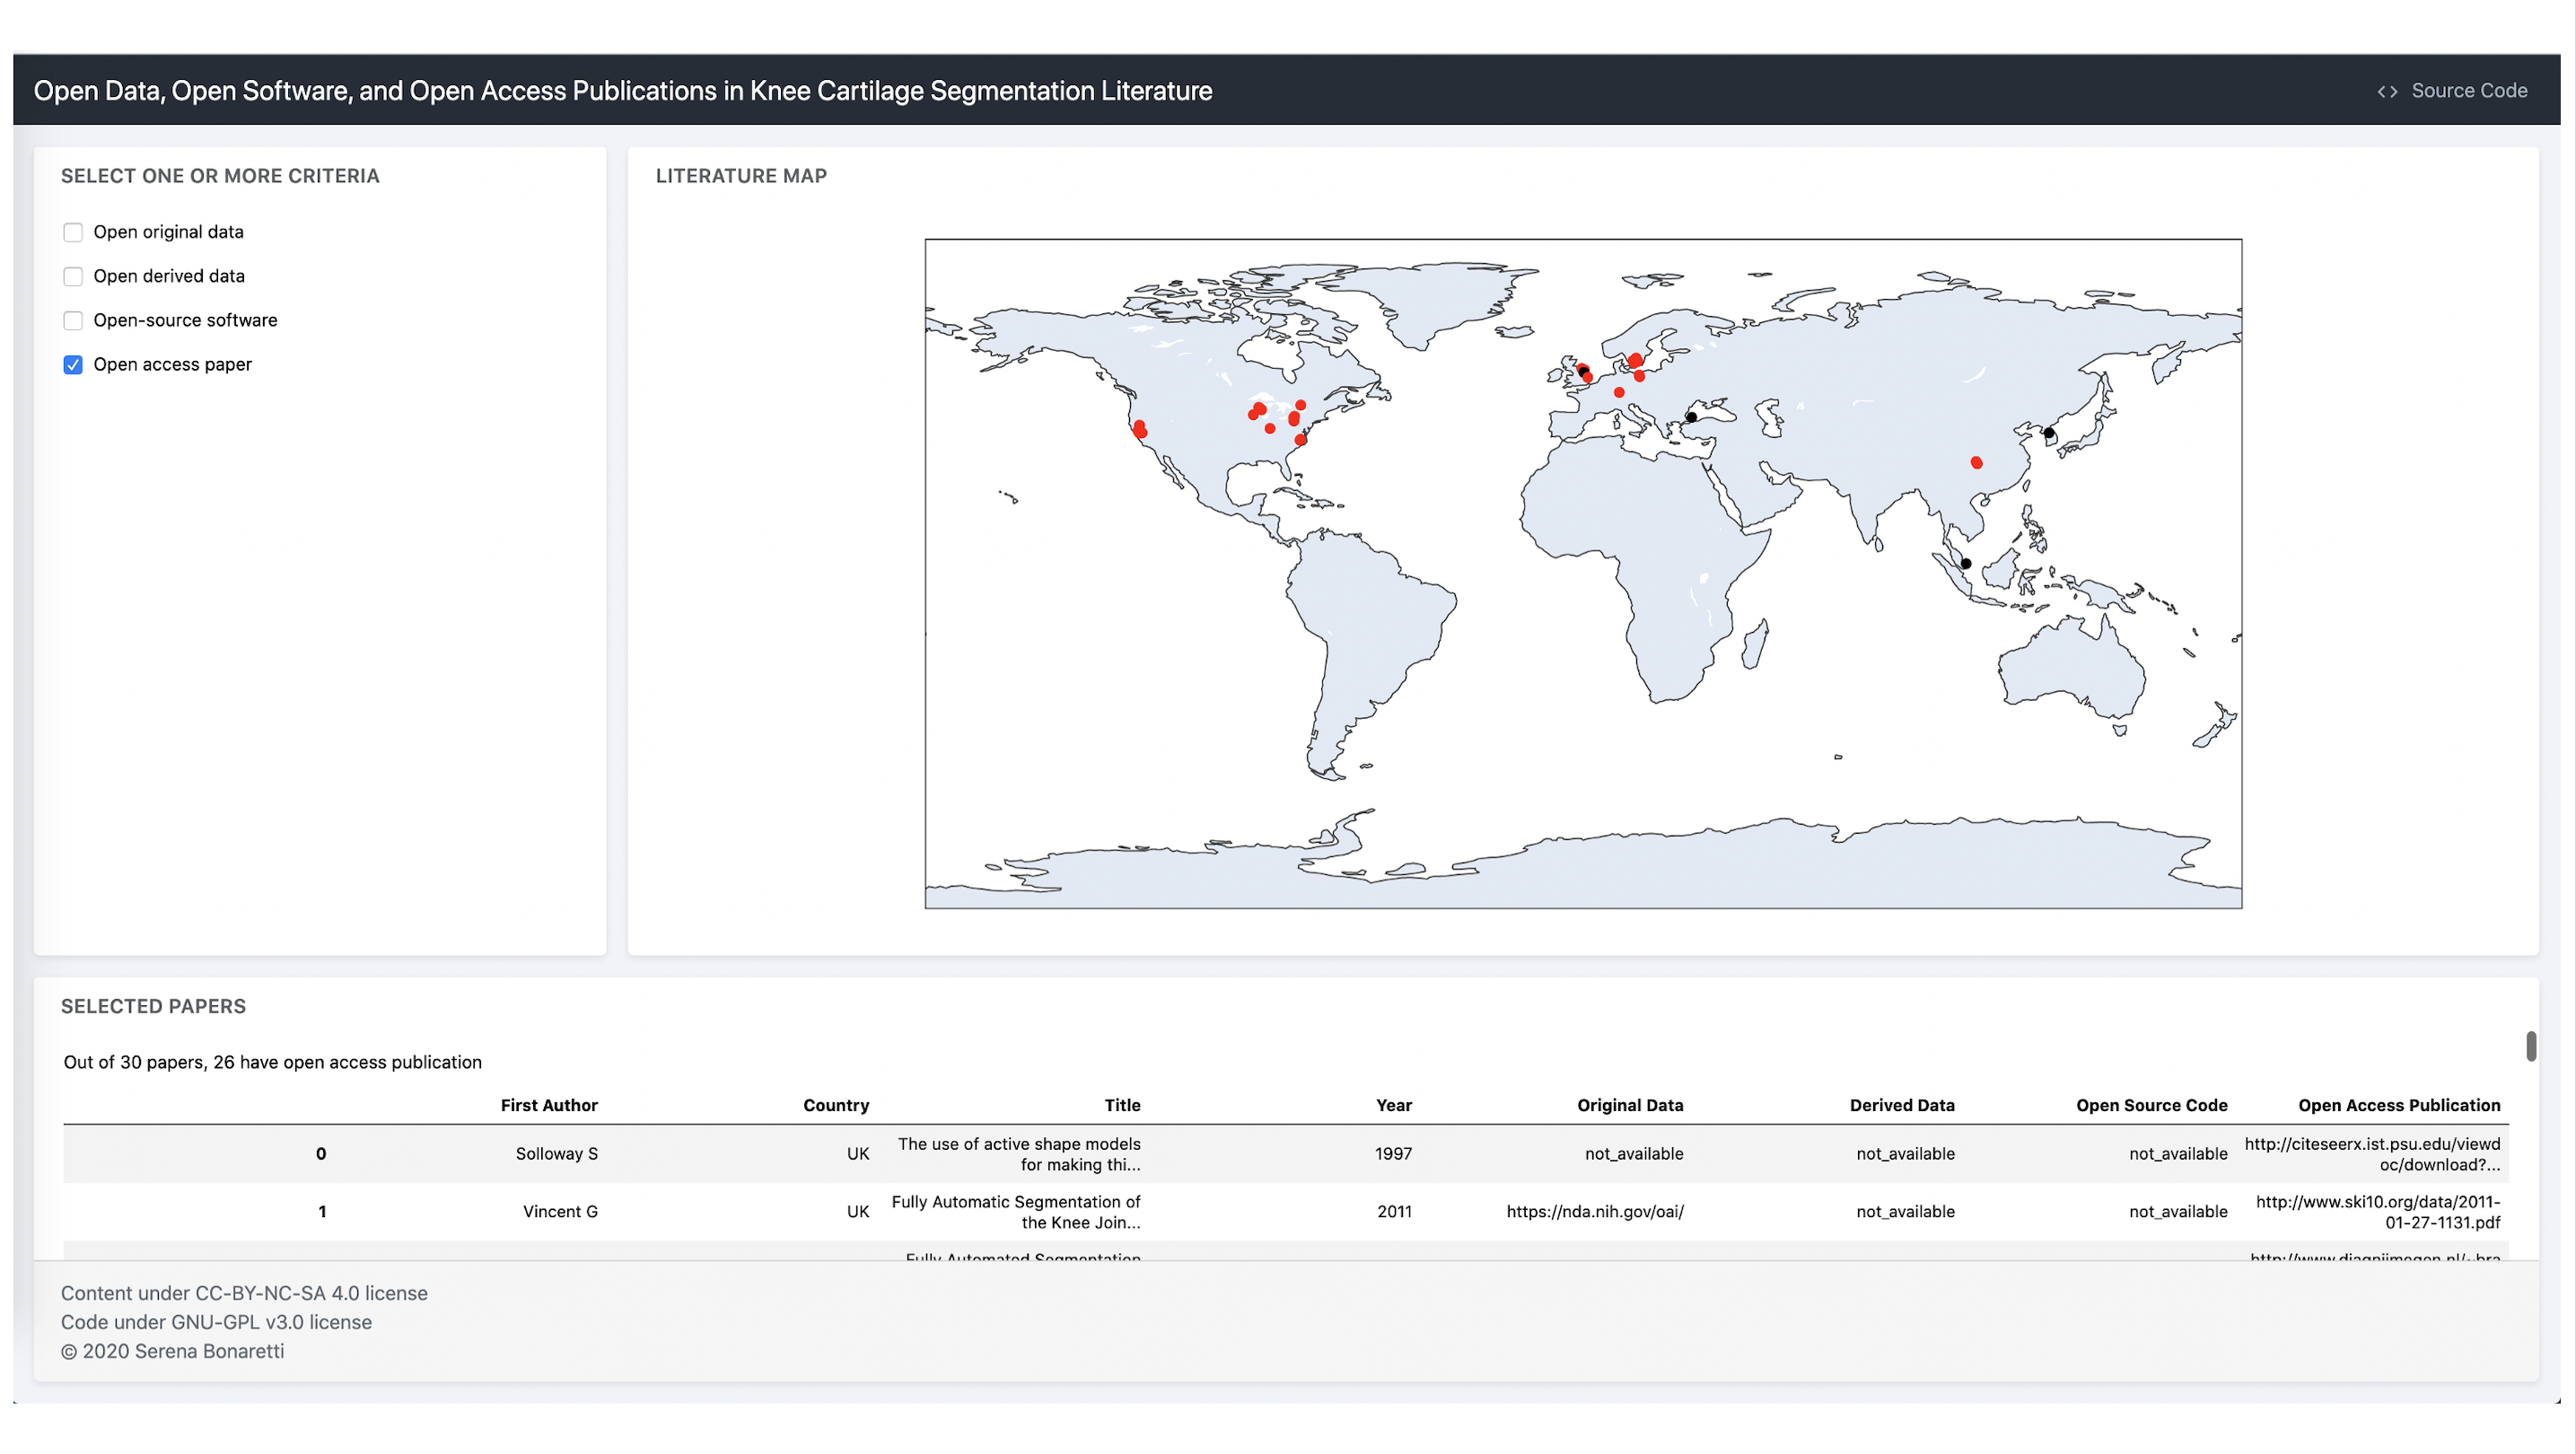 Open Data, Open Software, and Open Access Publications in Knee Cartilage Segmentation Literature
<> Source Code
SELECT ONE OR MORE CRITERIA
Open original data
Open derived data
Open-source software
Open access paper
LITERATURE MAP
SELECTED PAPERS
Out of 30 papers, 26 have open access publication
First Author Country Title Year Original Data Derived Data Open Source Code Open Access Publication
0 Solloway S UK The use of active shape models for making thi... 1997 not_available not_available not_available http://citeseerx.ist.psu.edu/viewdoc/download?...
1 Vincent G UK Fully Automatic Segmentation of the Knee Join... 2011 https://nda.nih.gov/oai/ not_available not_available http://www.ski10.org/data/2011-01-27-1131.pdf
Fully Automated Segmentation http://www.diagnijmegen.nl/~bra
Content under CC-BY-NC-SA 4.0 license
Code under GNU-GPL v3.0 license
© 2020 Serena Bonaretti